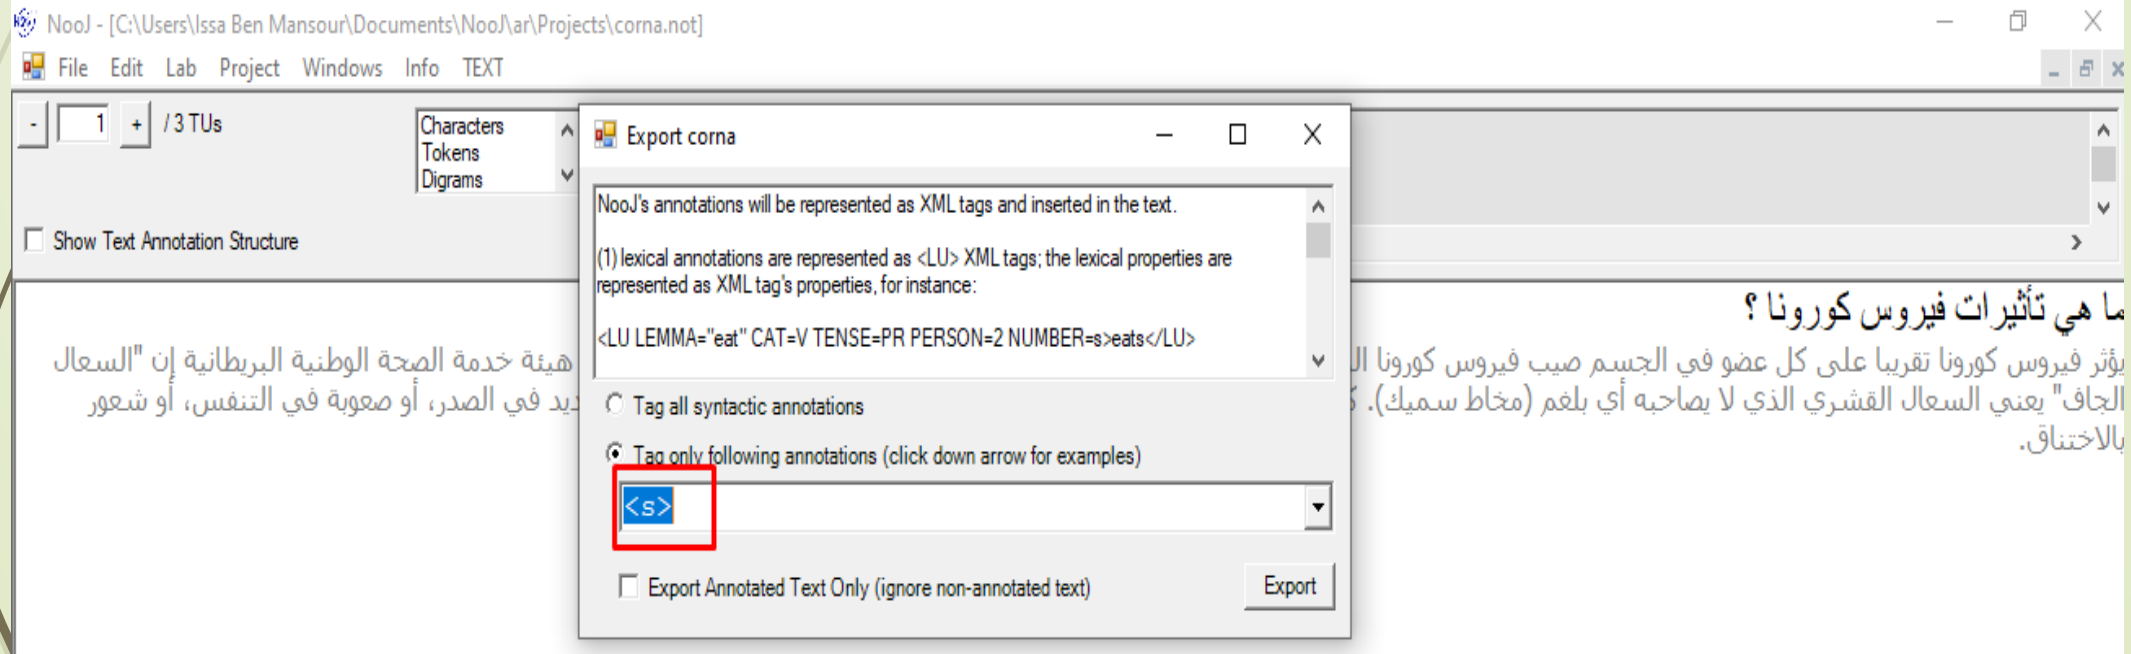 NooJ - [C:\Users\Issa Ben Mansour\Documents\NooJ\ar\Projects\corna.not]
File Edit Lab Project Windows Info TEXT
- 1 + / 3 TUs
Characters
Tokens
Digrams
Show Text Annotation Structure
Export corna
NooJ's annotations will be represented as XML tags and inserted in the text.
(1) lexical annotations are represented as <LU> XML tags; the lexical properties are
represented as XML tag's properties, for instance:
<LU LEMMA="eat" CAT=V TENSE=PR PERSON=2 NUMBER=s>eats</LU>
Tag all syntactic annotations
Tag only following annotations (click down arrow for examples)
<s>
Export Annotated Text Only (ignore non-annotated text)
Export
ما هي تأثيرات فيروس كورونا ؟
يؤثر فيروس كورونا تقريبا على كل عضو في الجسم صيب فيروس كورونا هيئة خدمة الصحة الوطنية البريطانية إن "السعال
الجاف" يعني السعال القشري الذي لا يصاحبه أي بلغم (مخاط سميك). في الصدر، أو صعوبة في التنفس، أو شعور
بالاختناق.